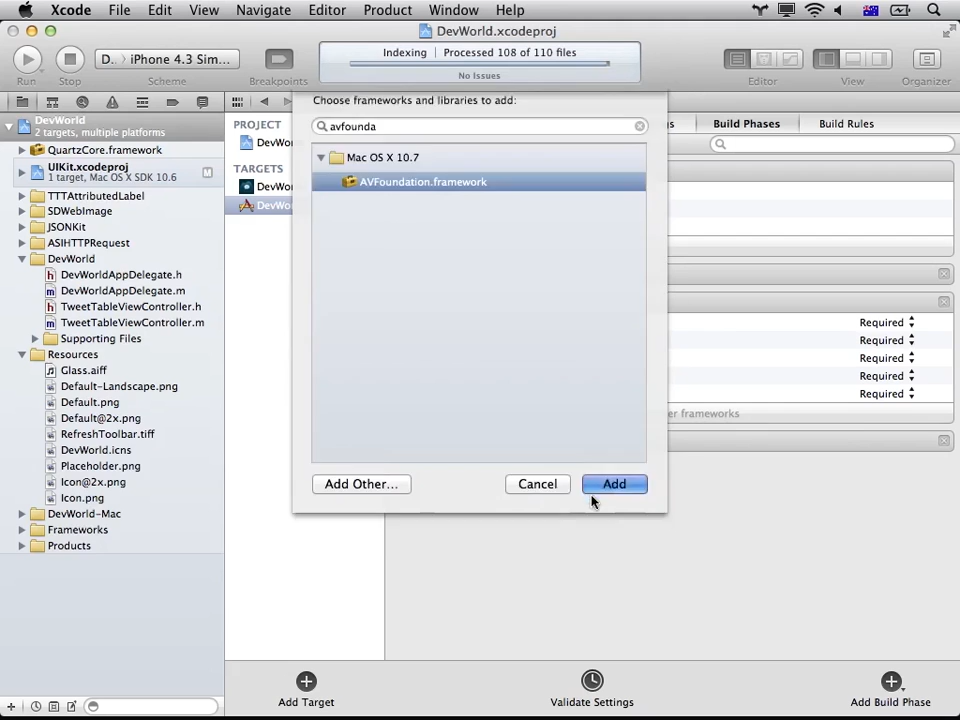 Xcode File Edit View Navigate Editor Product Window Help
DevWorld.xcodeproj
D. iPhone 4.3 Sim...
Indexing | Processed 108 of 110 files
No Issues
Run Stop Scheme Breakpoints Editor View Organizer
DevWorld
2 targets, multiple platforms
QuartzCore.framework
UIKit.xcodeproj
1 target, Mac OS X SDK 10.6
M
TTTAttributedLabel
SDWebImage
JSONKit
ASIHTTPRequest
DevWorld
h DevWorldAppDelegate.h
m DevWorldAppDelegate.m
h TweetTableViewController.h
m TweetTableViewController.m
Supporting Files
Resources
Glass.aiff
Default-Landscape.png
Default.png
Default@2x.png
RefreshToolbar.tiff
DevWorld.icns
Placeholder.png
Icon@2x.png
Icon.png
DevWorld-Mac
Frameworks
Products
PROJECT
DevWor
TARGETS
DevWor
DevWor
Choose frameworks and libraries to add:
avfounda
Mac OS X 10.7
AVFoundation.framework
Add Other...
Cancel
Add
s Build Phases Build Rules
Required
Required
Required
Required
Required
er frameworks
Add Target
Validate Settings
Add Build Phase